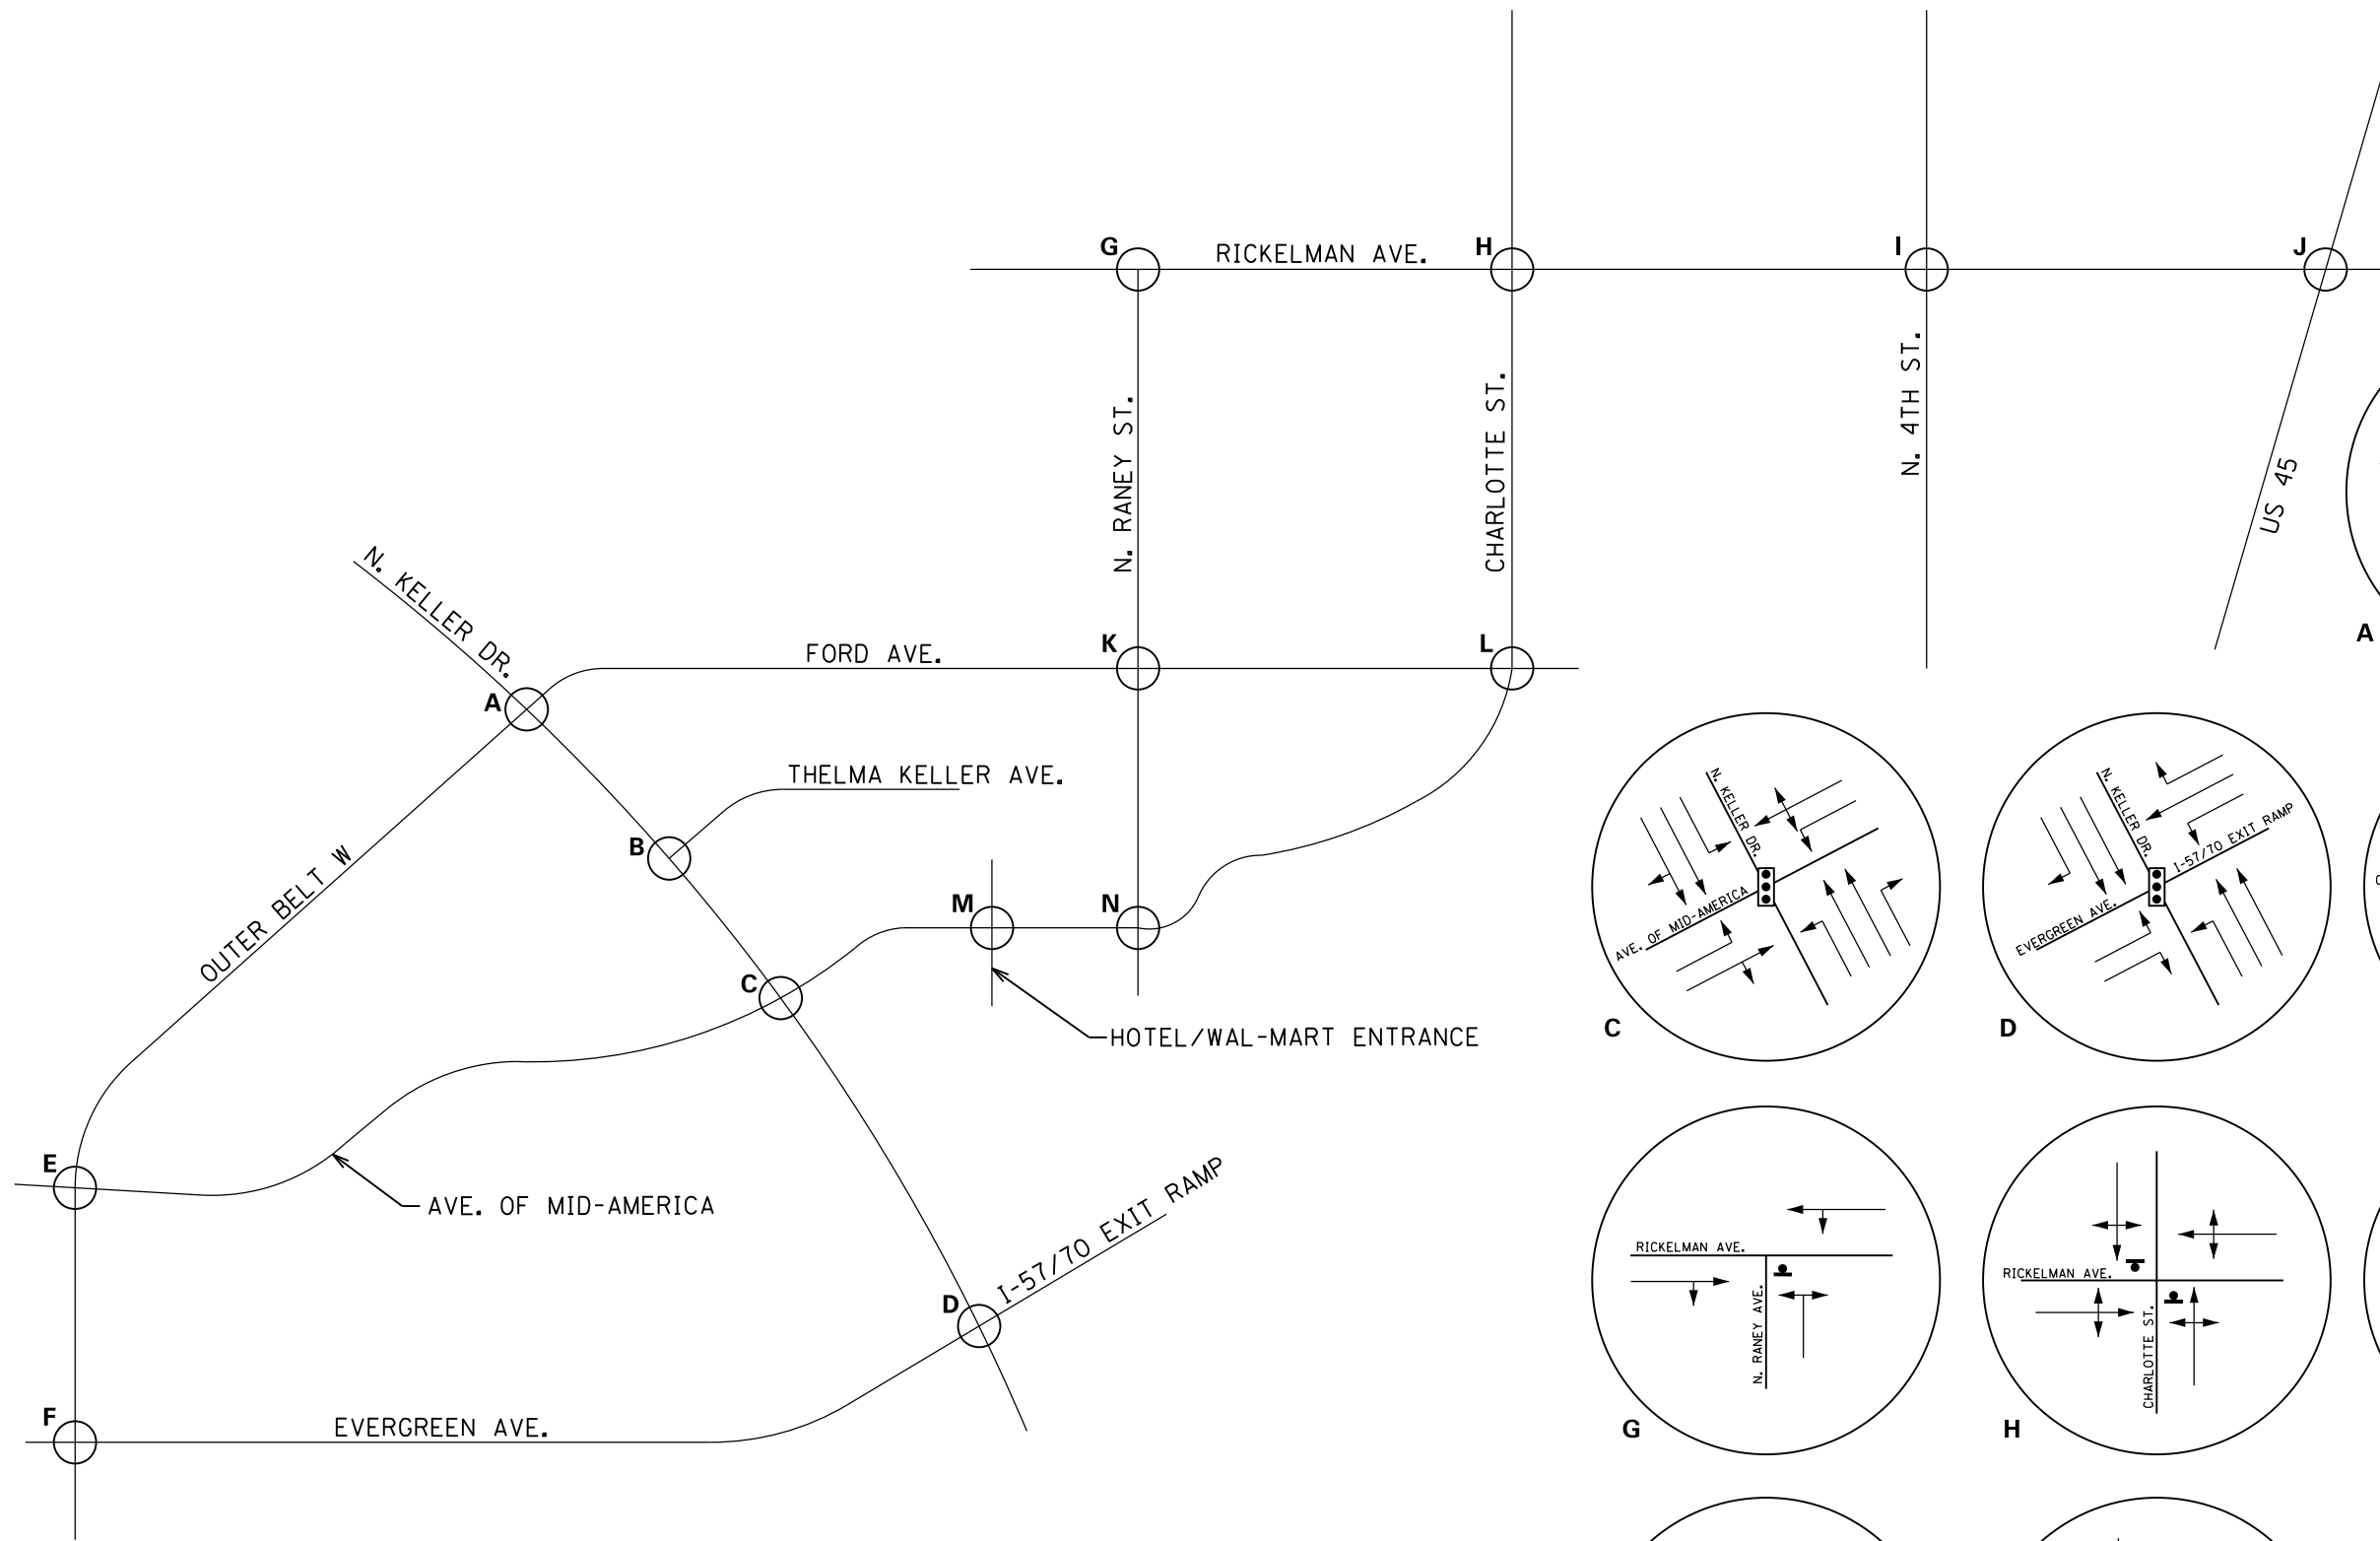 G
RICKELMAN AVE.
H
I
J
N. RANEY ST.
CHARLOTTE ST.
N. 4TH ST.
US 45
N. KELLER DR.
A
FORD AVE.
K
L
A
THELMA KELLER AVE.
B
OUTER BELT W
M
N
C
HOTEL/WAL-MART ENTRANCE
E
AVE. OF MID-AMERICA
I-57/70 EXIT RAMP
D
F
EVERGREEN AVE.
N. KELLER DR.
AVE. OF MID-AMERICA
C
N. KELLER DR.
I-57/70 EXIT RAMP
EVERGREEN AVE.
D
RICKELMAN AVE.
N. RANEY AVE.
G
RICKELMAN AVE.
CHARLOTTE ST.
H